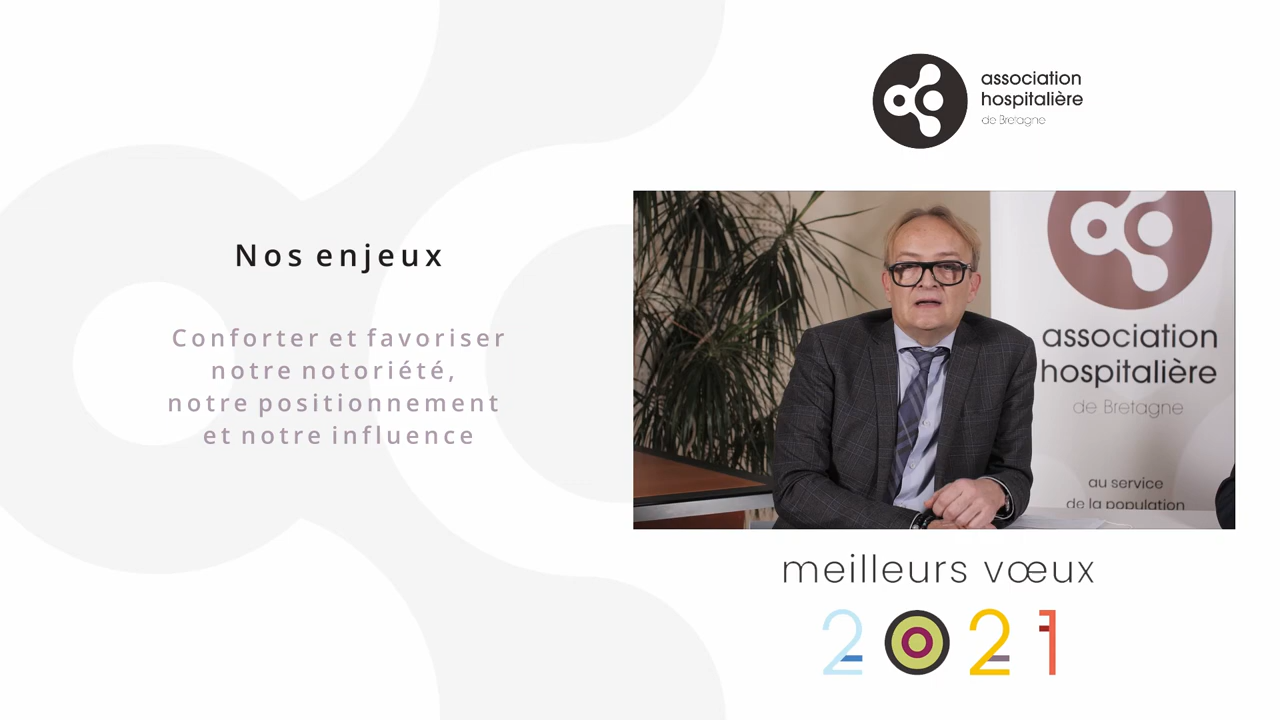 association
hospitalière
de Bretagne
Nos enjeux
Conforter et favoriser
notre notoriété,
notre positionnement
et notre influence
association
hospitalière
de Bretagne
au service
de la population
meilleurs vœux
2021